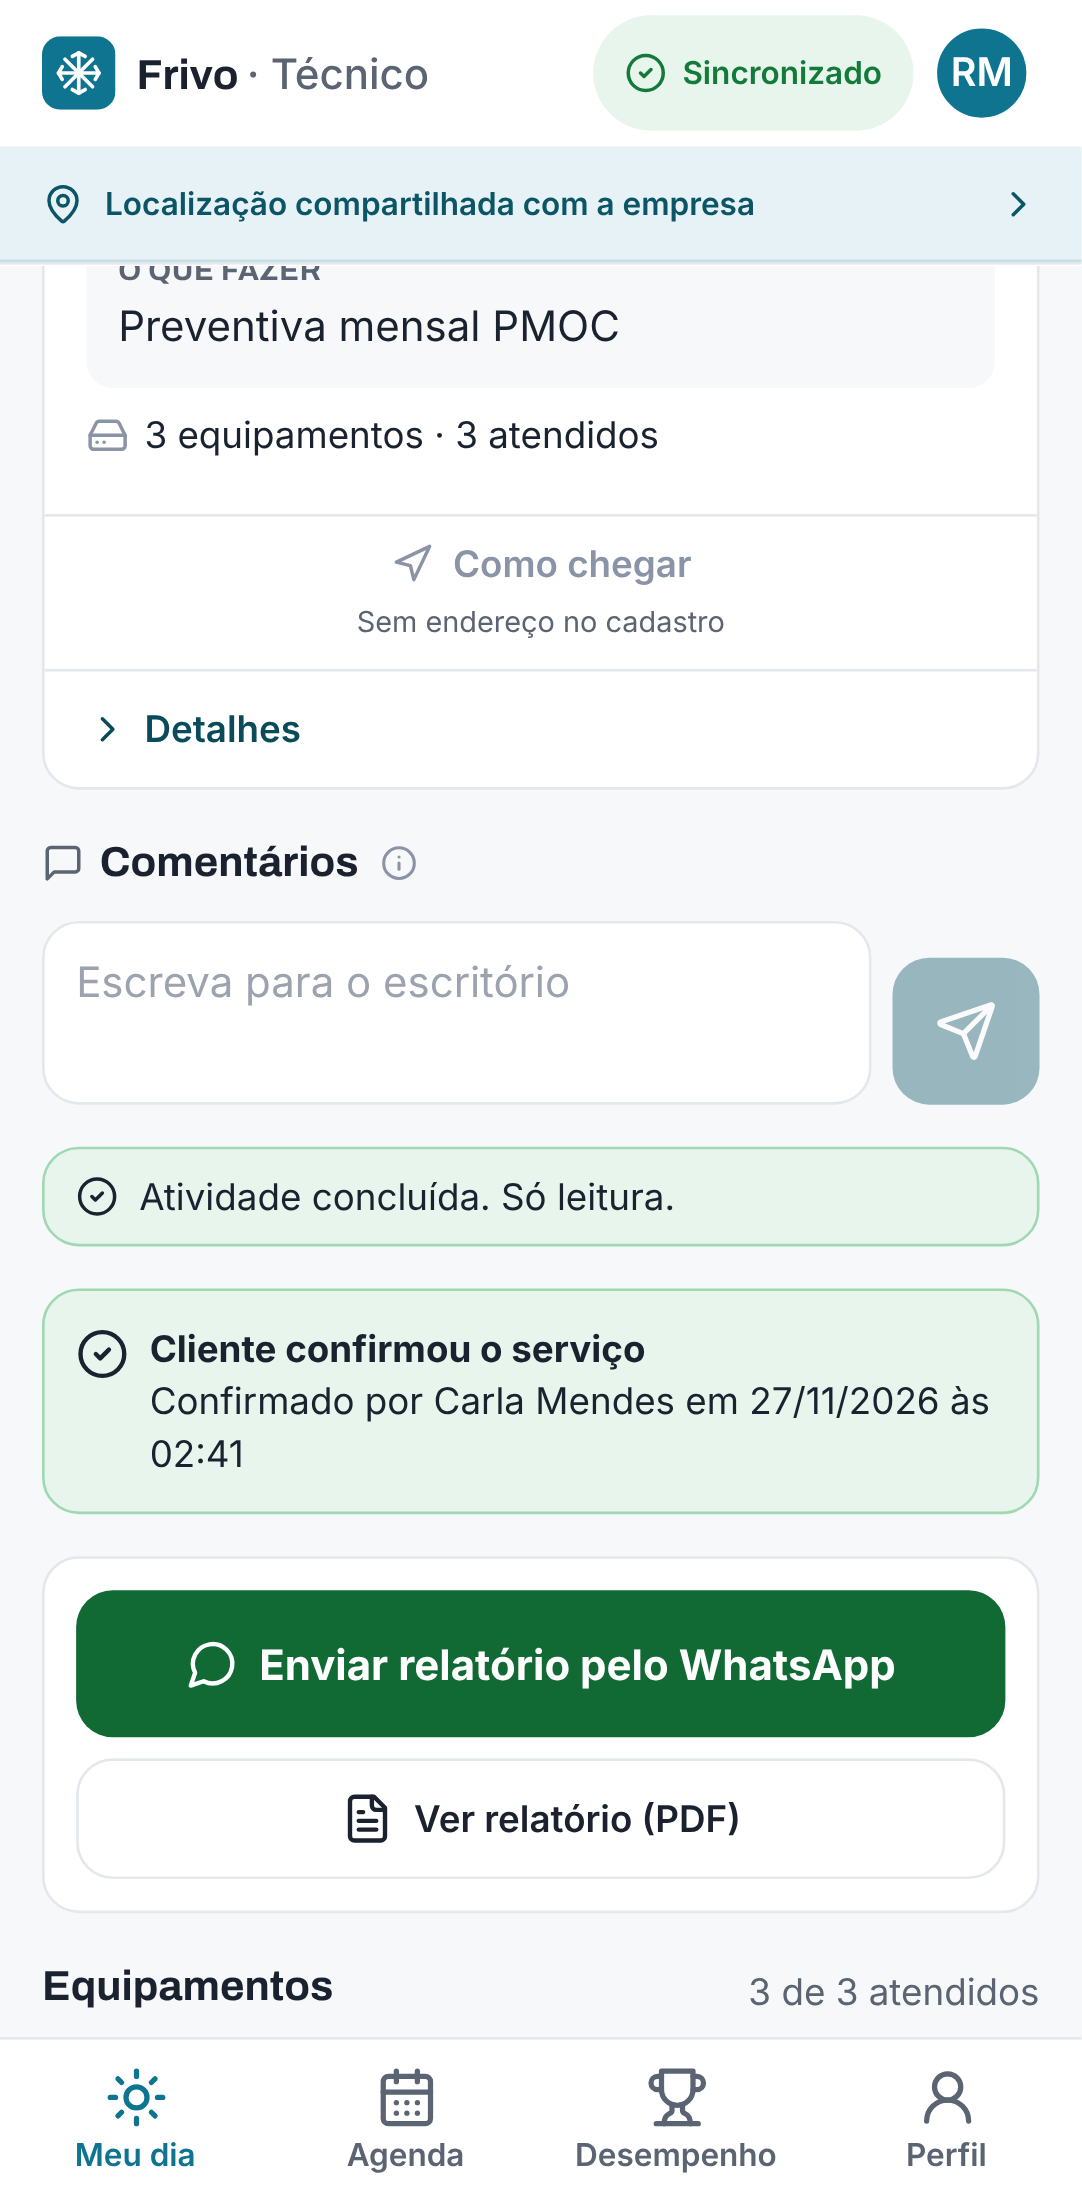 Frivo · Técnico
Sincronizado
RM
Localização compartilhada com a empresa
O QUE FAZER
Preventiva mensal PMOC
3 equipamentos · 3 atendidos
Como chegar
Sem endereço no cadastro
Detalhes
Comentários
Escreva para o escritório
Atividade concluída. Só leitura.
Cliente confirmou o serviço
Confirmado por Carla Mendes em 27/11/2026 às
02:41
Enviar relatório pelo WhatsApp
Ver relatório (PDF)
Equipamentos
3 de 3 atendidos
Meu dia
Agenda
Desempenho
Perfil